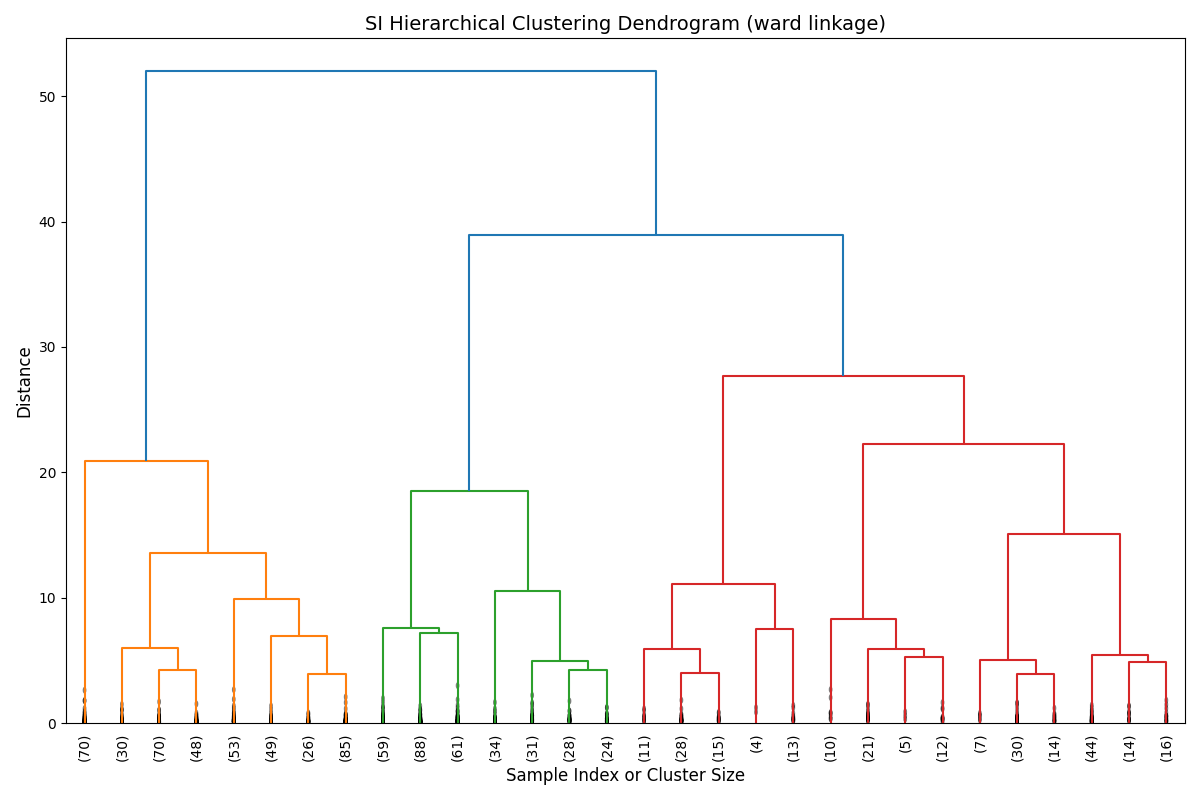 SI Hierarchical Clustering Dendrogram (ward linkage)
50
40
30
20
10
0
Distance
(70) (30) (70) (48) (53) (49) (26) (85) (59) (88) (61) (34) (31) (28) (24) (11) (28) (15) (4) (13) (10) (21) (5) (12) (7) (30) (14) (44) (14) (16)
Sample Index or Cluster Size